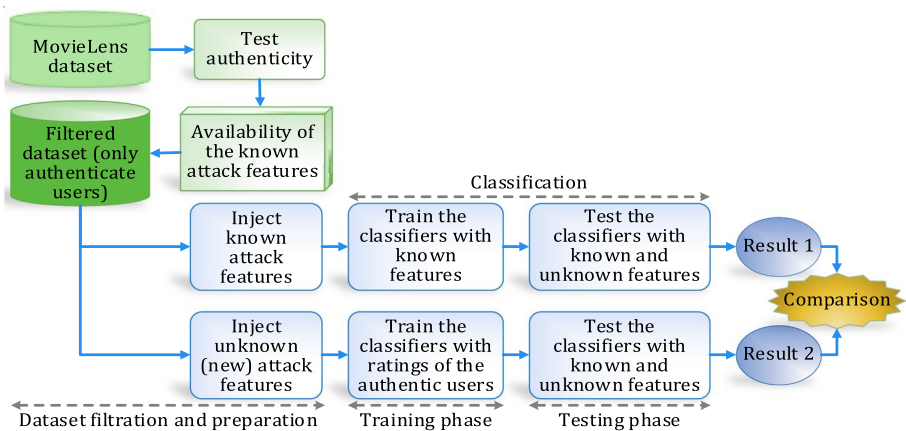 MovieLens
dataset
Test
authenticity
Filtered
dataset (only
authenticate
users)
Availability of
the known
attack features
Classification
Inject
known
attack
features
Train the
classifiers with
known
features
Test the
classifiers with
known and
unknown features
Result 1
Comparison
Inject
unknown
(new) attack
features
Train the
classifiers with
ratings of the
authentic users
Test the
classifiers with
known and
unknown features
Result 2
Dataset filtration and preparation
Training phase
Testing phase